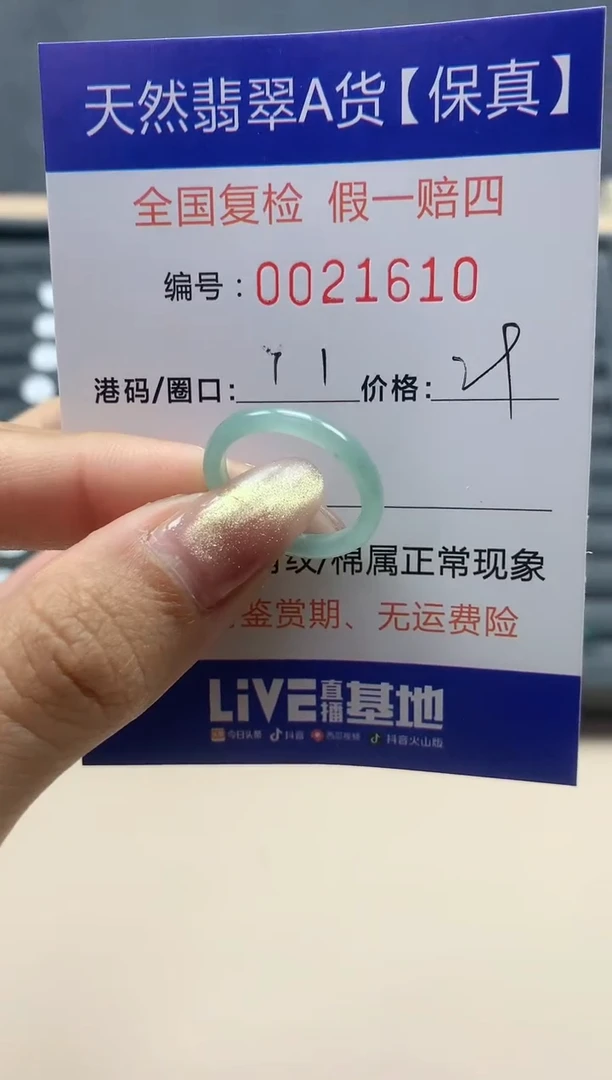 天然翡翠A货【保真】
全国复检 假一赔四
编号:0021610
港码/圈口: 11 价格:
纹/棉属正常现象
鉴赏期、无运费险
LiVE直播基地
今日头条 抖音 西瓜视频 抖音火山版